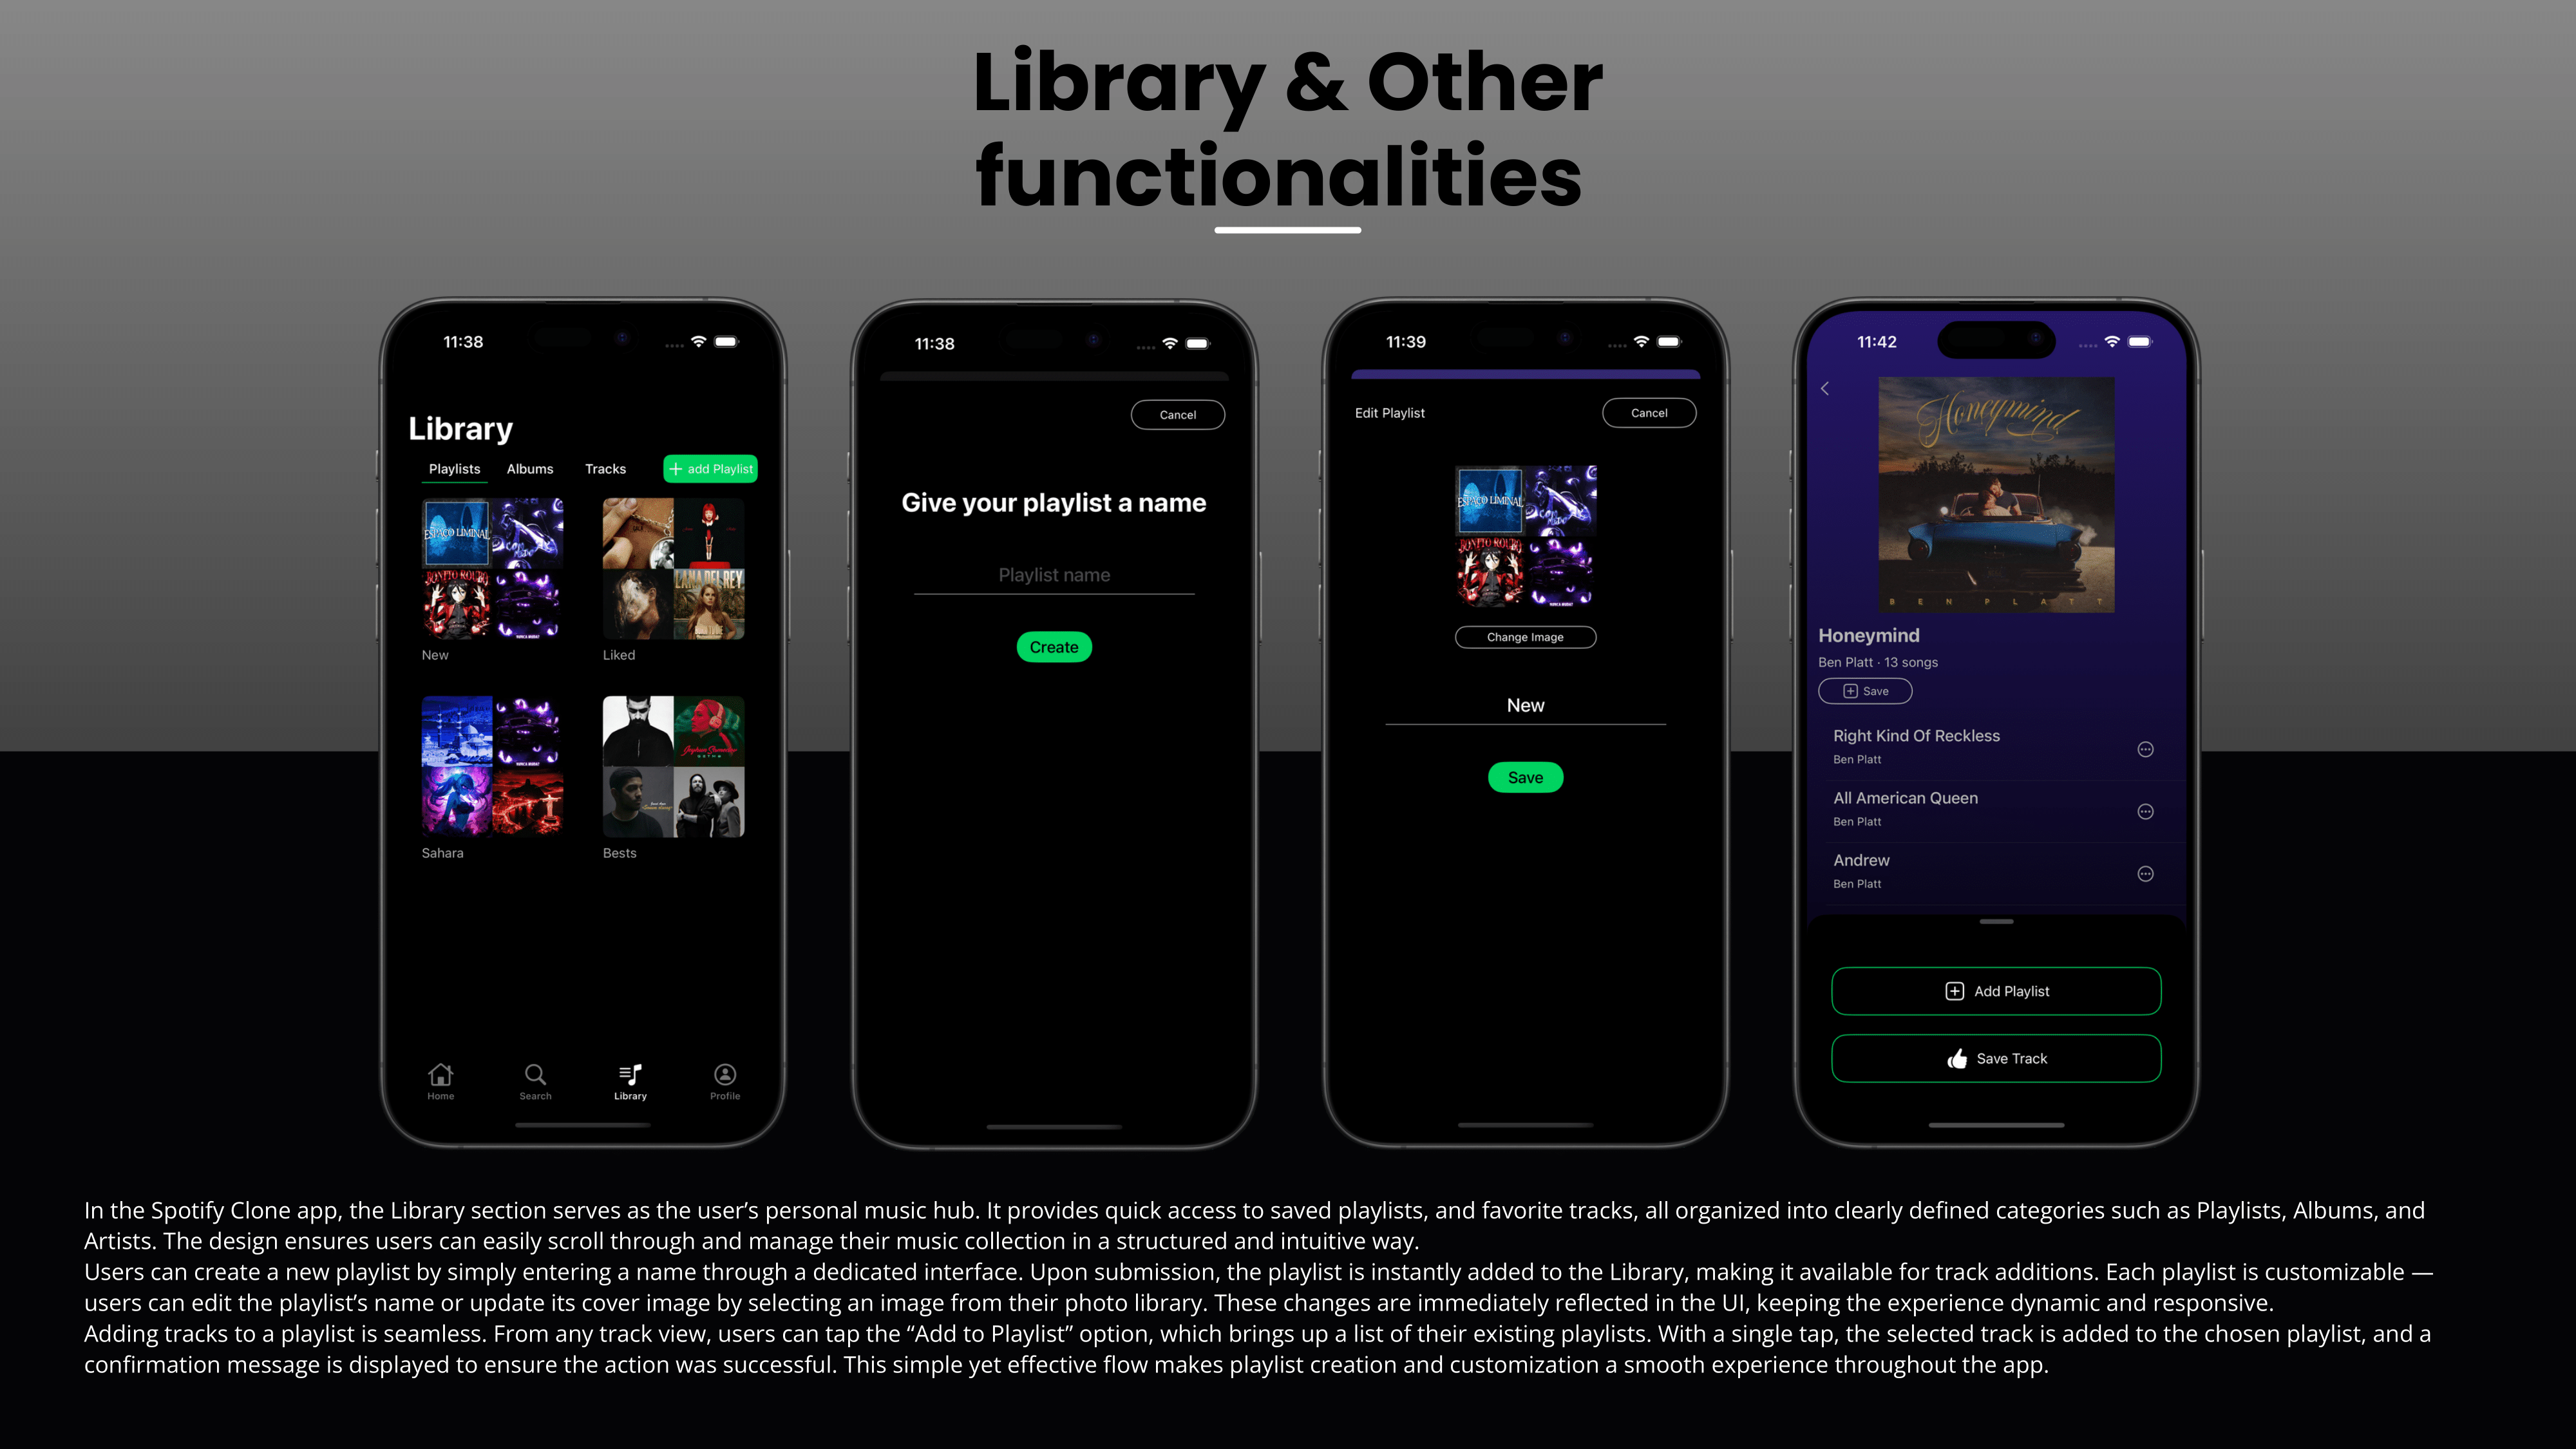 Library & Other
functionalities
11:38
Library
Playlists
Albums
Tracks
+ add Playlist
ESPAÇO LIMINAL
BONITO ROUBO
LANA DEL REY
New
Liked
Sahara
Bests
Home
Search
Library
Profile
11:38
Cancel
Give your playlist a name
Playlist name
Create
11:39
Edit Playlist
Cancel
ESPAÇO LIMINAL
BONITO ROUBO
Change Image
New
Save
11:42
Honeymind
BEN PLATT
Honeymind
Ben Platt · 13 songs
Save
Right Kind Of Reckless
Ben Platt
All American Queen
Ben Platt
Andrew
Ben Platt
Add Playlist
Save Track
In the Spotify Clone app, the Library section serves as the user’s personal music hub. It provides quick access to saved playlists, and favorite tracks, all organized into clearly defined categories such as Playlists, Albums, and
Artists. The design ensures users can easily scroll through and manage their music collection in a structured and intuitive way.
Users can create a new playlist by simply entering a name through a dedicated interface. Upon submission, the playlist is instantly added to the Library, making it available for track additions. Each playlist is customizable —
users can edit the playlist’s name or update its cover image by selecting an image from their photo library. These changes are immediately reflected in the UI, keeping the experience dynamic and responsive.
Adding tracks to a playlist is seamless. From any track view, users can tap the “Add to Playlist” option, which brings up a list of their existing playlists. With a single tap, the selected track is added to the chosen playlist, and a
confirmation message is displayed to ensure the action was successful. This simple yet effective flow makes playlist creation and customization a smooth experience throughout the app.